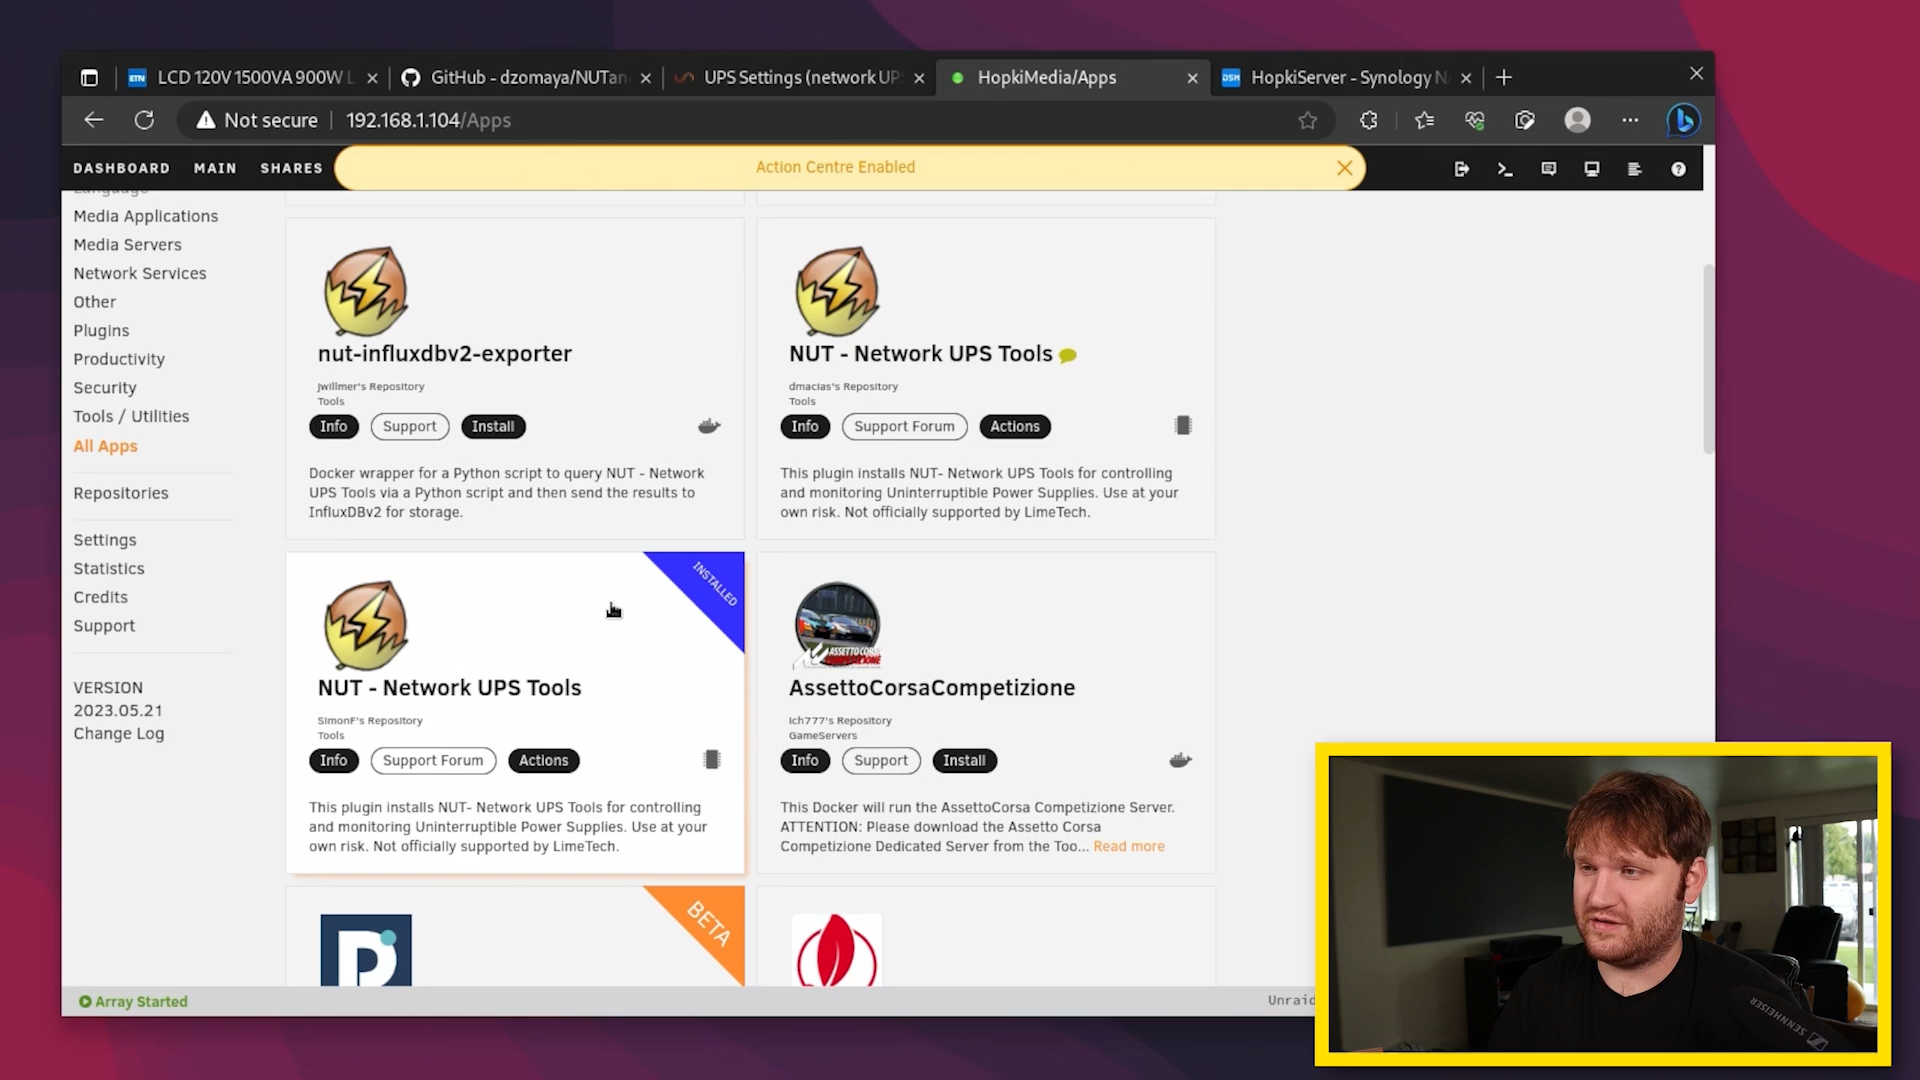 LCD 120V 1500VA 900W L
GitHub - dzomaya/NUTan
UPS Settings (network UPS
HopkiMedia/Apps
HopkiServer - Synology N
Not secure
192.168.1.104/Apps
DASHBOARD
MAIN
SHARES
Action Centre Enabled
Language
Media Applications
Media Servers
Network Services
Other
Plugins
Productivity
Security
Tools / Utilities
All Apps
Repositories
Settings
Statistics
Credits
Support
VERSION
2023.05.21
Change Log
nut-influxdbv2-exporter
Jwillmer's Repository
Tools
Info
Support
Install
Docker wrapper for a Python script to query NUT - Network
UPS Tools via a Python script and then send the results to
InfluxDBv2 for storage.
NUT - Network UPS Tools
dmacias's Repository
Tools
Info
Support Forum
Actions
This plugin installs NUT- Network UPS Tools for controlling
and monitoring Uninterruptible Power Supplies. Use at your
own risk. Not officially supported by LimeTech.
INSTALLED
NUT - Network UPS Tools
SimonF's Repository
Tools
Info
Support Forum
Actions
This plugin installs NUT- Network UPS Tools for controlling
and monitoring Uninterruptible Power Supplies. Use at your
own risk. Not officially supported by LimeTech.
ASSETTO CORSA
COMPETIZIONE
AssettoCorsaCompetizione
ich777's Repository
GameServers
Info
Support
Install
This Docker will run the AssettoCorsa Competizione Server.
ATTENTION: Please download the Assetto Corsa
Competizione Dedicated Server from the Too... Read more
BETA
Array Started
Unraid
SENNHEISER